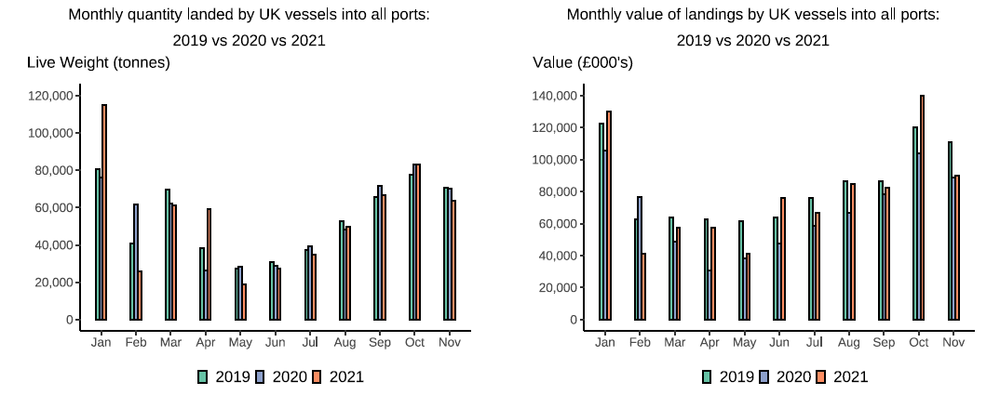 Monthly quantity landed by UK vessels into all ports:
2019 vs 2020 vs 2021
Live Weight (tonnes)
120,000
100,000
80,000
60,000
40,000
20,000
0
Jan Feb Mar Apr May Jun Jul Aug Sep Oct Nov
2019 2020 2021
Monthly value of landings by UK vessels into all ports:
2019 vs 2020 vs 2021
Value (£000's)
140,000
120,000
100,000
80,000
60,000
40,000
20,000
0
Jan Feb Mar Apr May Jun Jul Aug Sep Oct Nov
2019 2020 2021